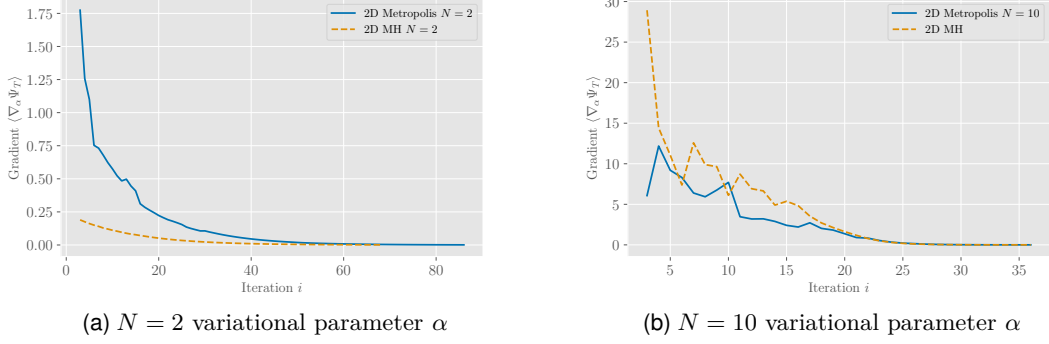 1.75
1.50
1.25
1.00
0.75
0.50
0.25
0.00
Gradient ⟨∇αΨT⟩
2D Metropolis N = 2
2D MH N = 2
0 20 40 60 80
Iteration i
(a) N = 2 variational parameter α
30
25
20
15
10
5
0
Gradient ⟨∇αΨT⟩
2D Metropolis N = 10
2D MH
5 10 15 20 25 30 35
Iteration i
(b) N = 10 variational parameter α